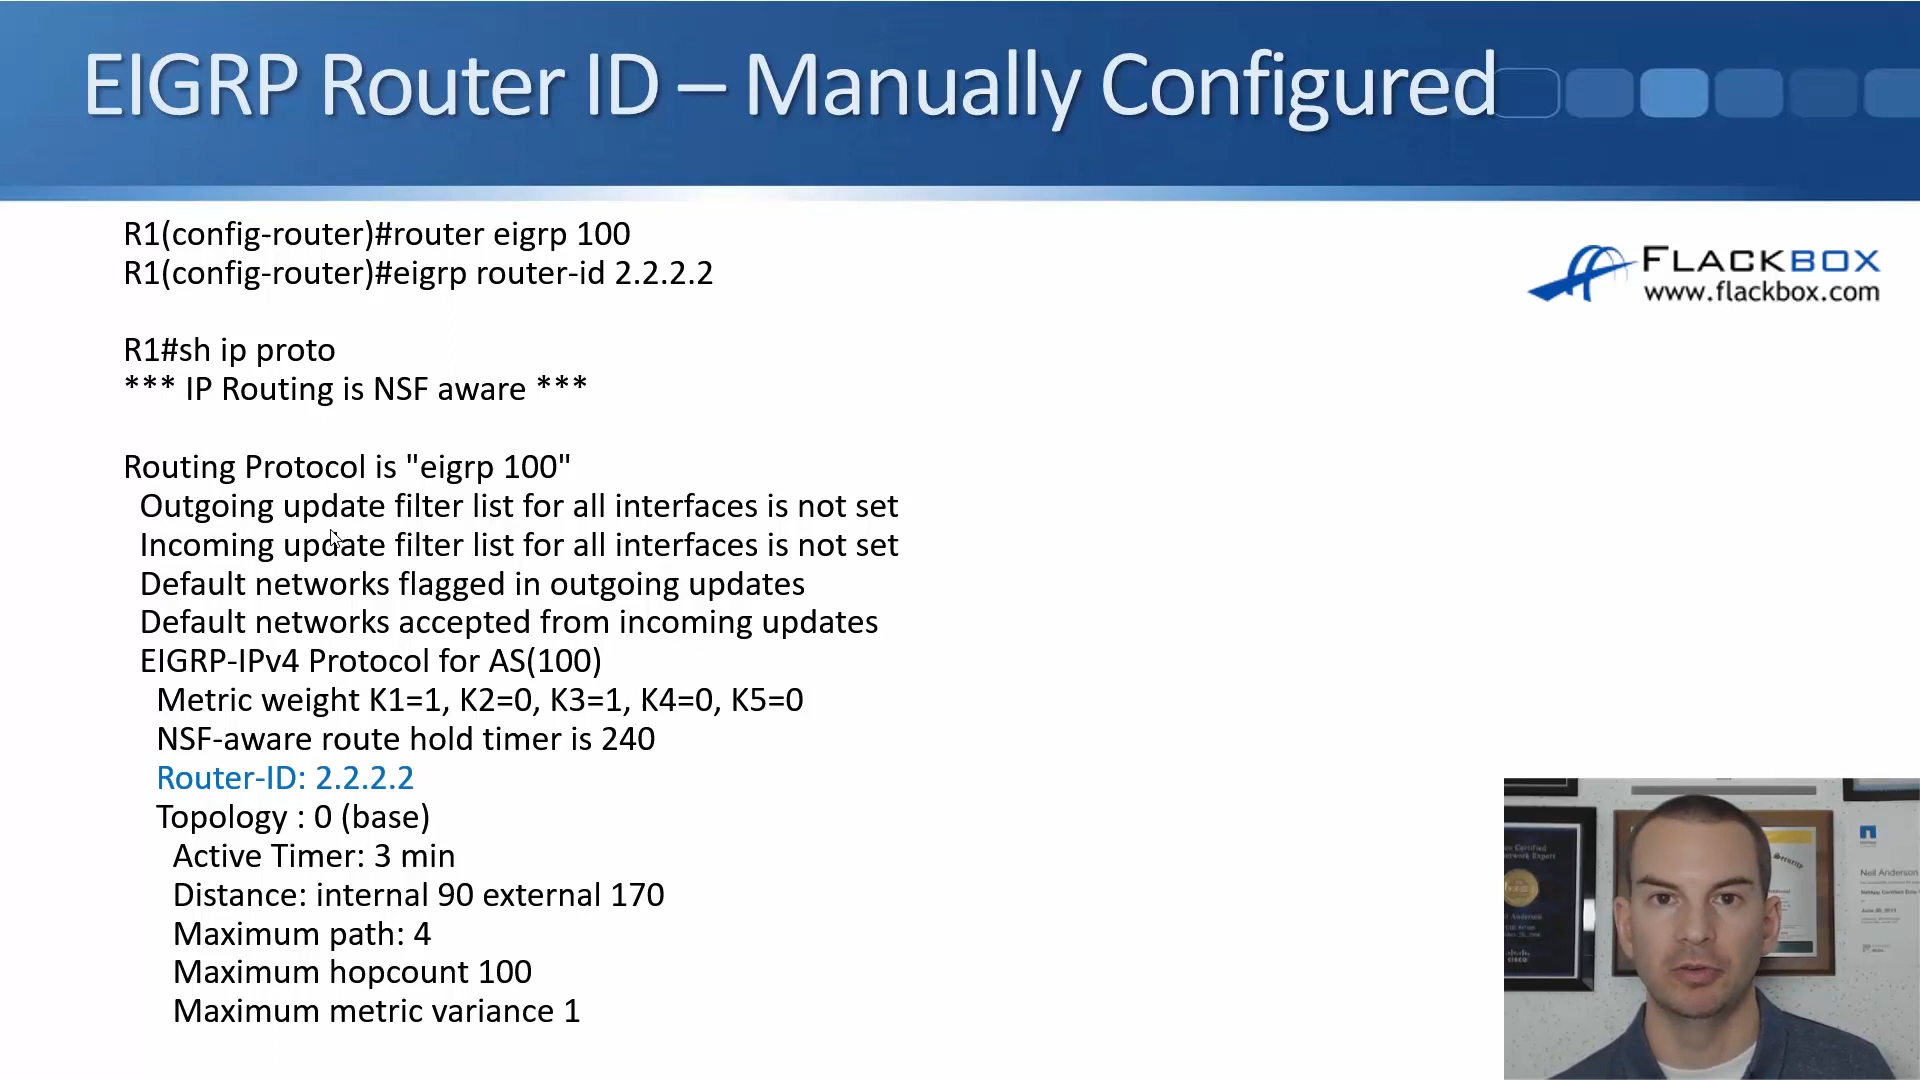 EIGRP Router ID – Manually Configured
R1(config-router)#router eigrp 100
R1(config-router)#eigrp router-id 2.2.2.2
FLACKBOX
www.flackbox.com
R1#sh ip proto
*** IP Routing is NSF aware ***
Routing Protocol is "eigrp 100"
Outgoing update filter list for all interfaces is not set
Incoming update filter list for all interfaces is not set
Default networks flagged in outgoing updates
Default networks accepted from incoming updates
EIGRP-IPv4 Protocol for AS(100)
Metric weight K1=1, K2=0, K3=1, K4=0, K5=0
NSF-aware route hold timer is 240
Router-ID: 2.2.2.2
Topology : 0 (base)
Active Timer: 3 min
Distance: internal 90 external 170
Maximum path: 4
Maximum hopcount 100
Maximum metric variance 1
Security
Neil Anderson